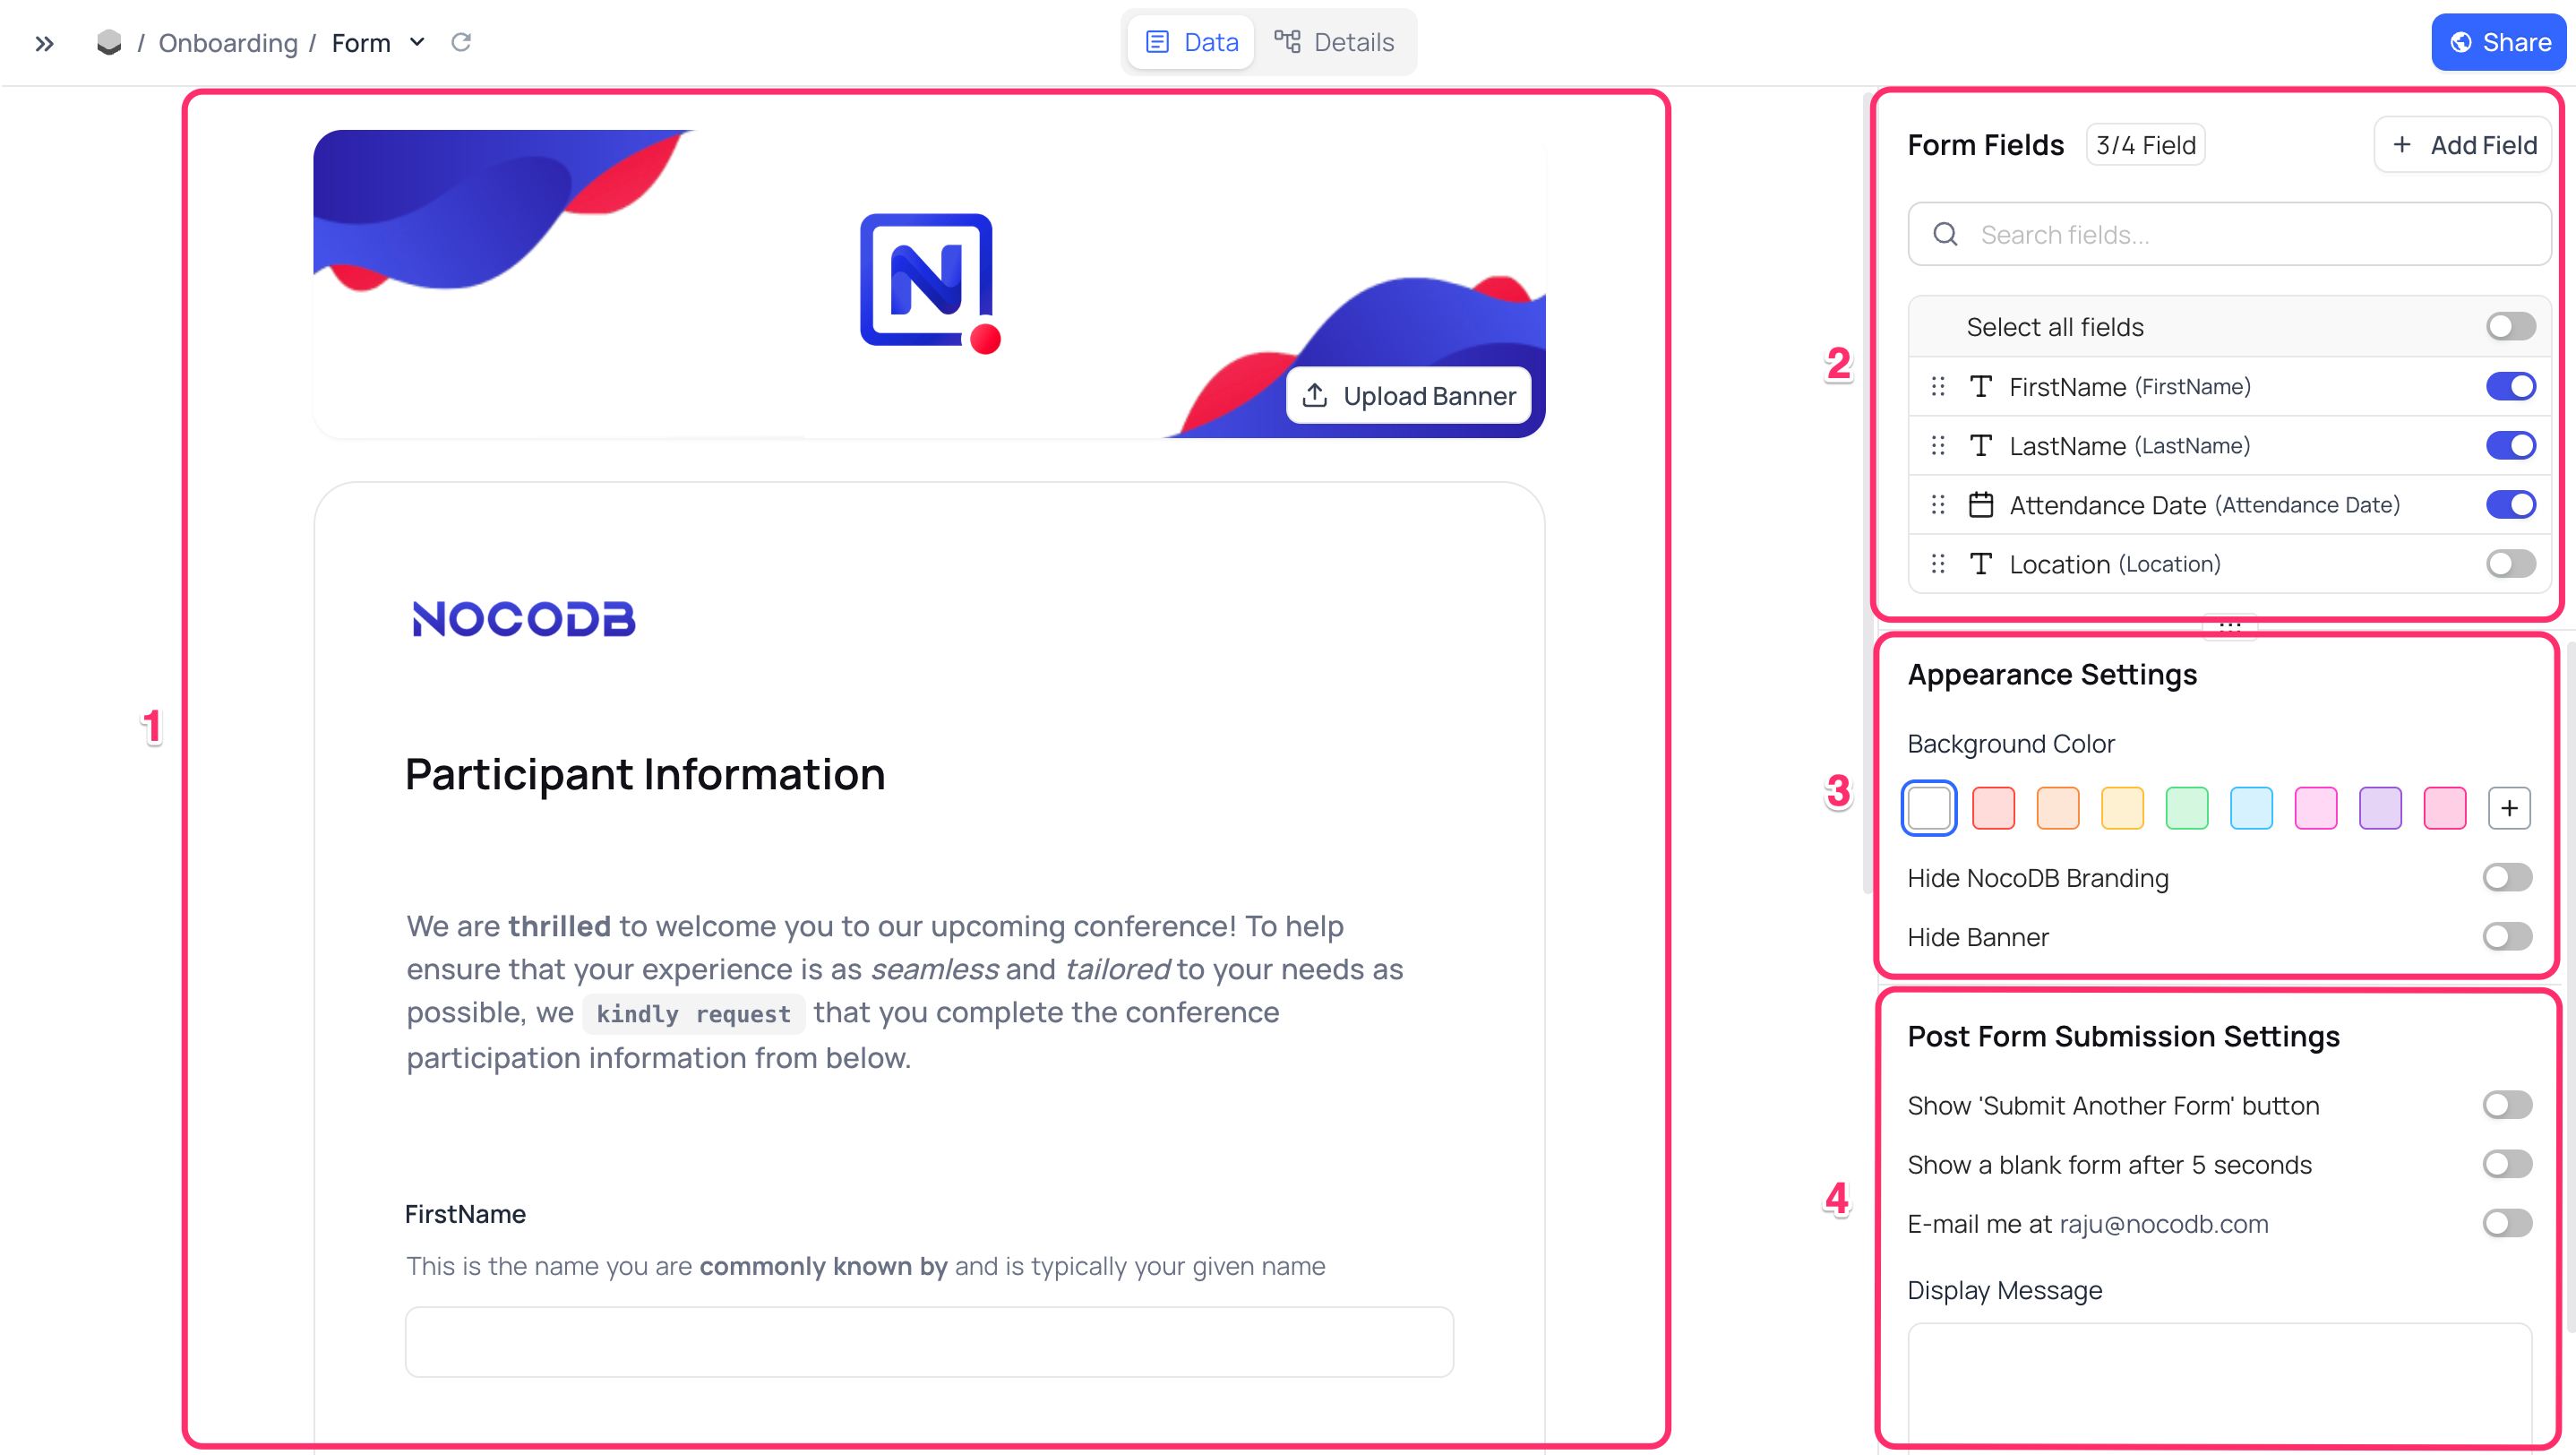 / Onboarding / Form
Data
Details
Share
1
N
Upload Banner
NOCODB
Participant Information
We are thrilled to welcome you to our upcoming conference! To help
ensure that your experience is as seamless and tailored to your needs as
possible, we kindly request that you complete the conference
participation information from below.
FirstName
This is the name you are commonly known by and is typically your given name
2
Form Fields
3/4 Field
+ Add Field
Search fields...
Select all fields
FirstName (FirstName)
LastName (LastName)
Attendance Date (Attendance Date)
Location (Location)
3
Appearance Settings
Background Color
+
Hide NocoDB Branding
Hide Banner
4
Post Form Submission Settings
Show 'Submit Another Form' button
Show a blank form after 5 seconds
E-mail me at raju@nocodb.com
Display Message